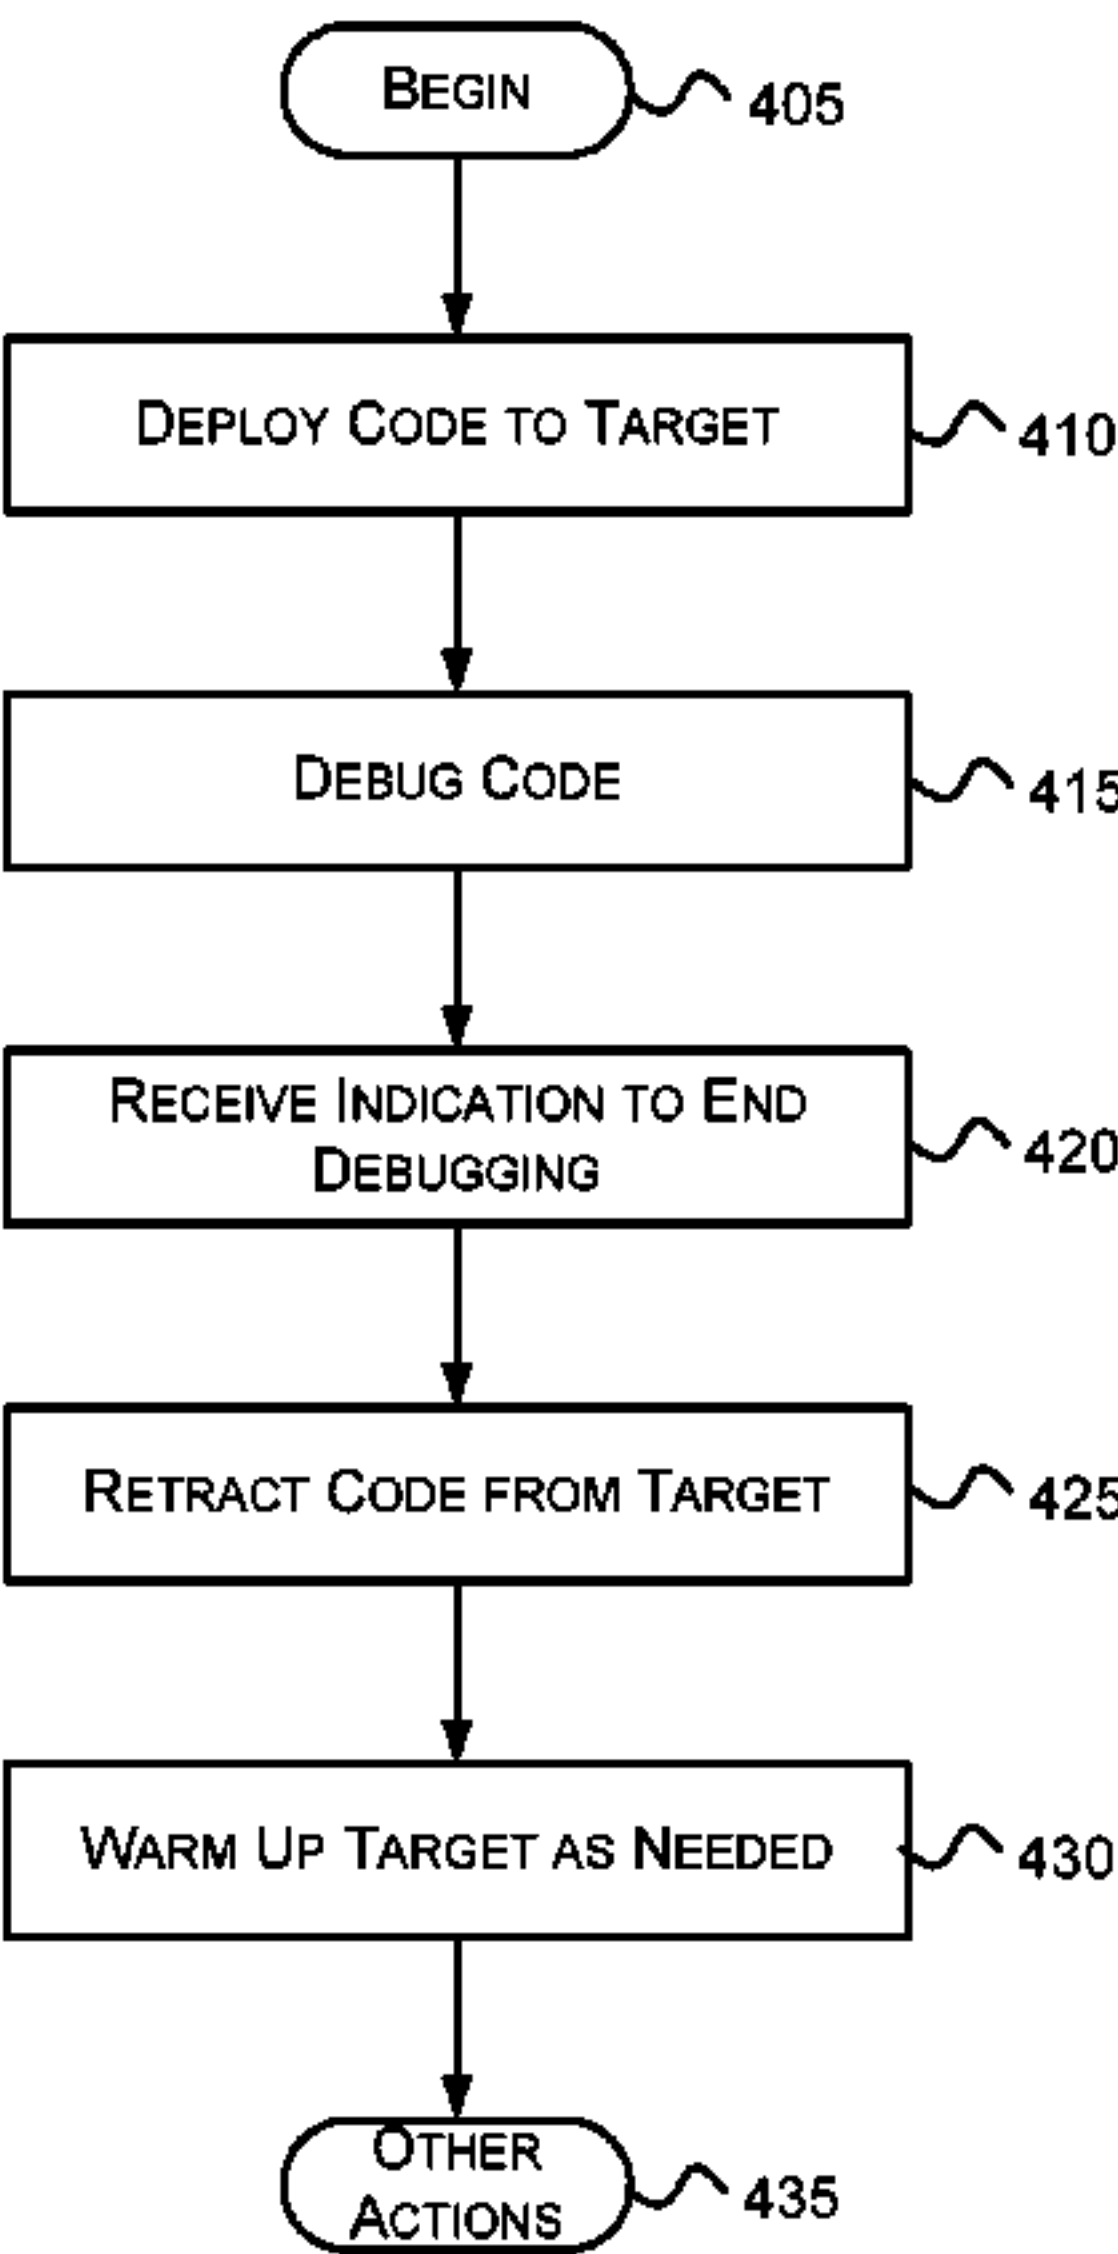 BEGIN
405
DEPLOY CODE TO TARGET
410
DEBUG CODE
415
RECEIVE INDICATION TO END
DEBUGGING
420
RETRACT CODE FROM TARGET
425
WARM UP TARGET AS NEEDED
430
OTHER
ACTIONS
435